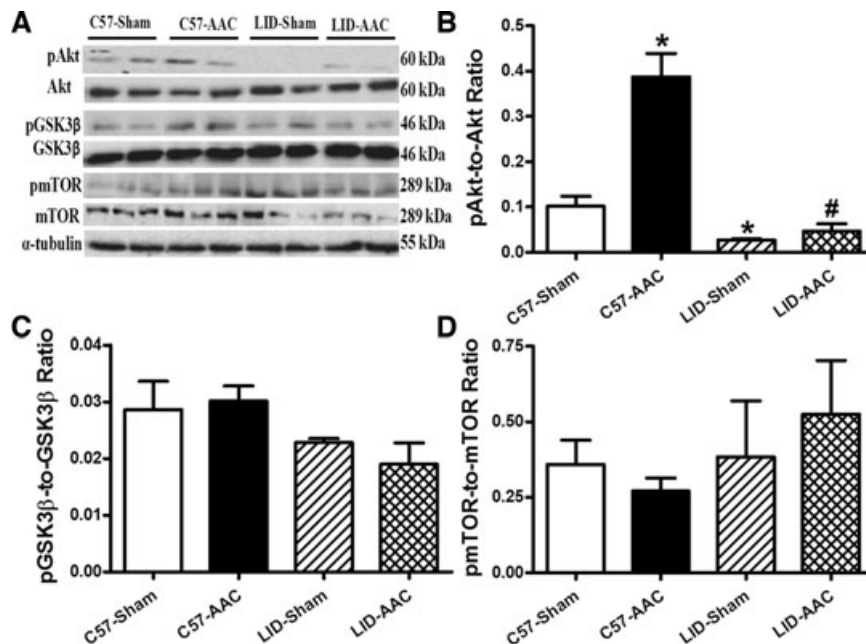 A
C57-Sham C57-AAC LID-Sham LID-AAC
pAkt 60 kDa
Akt 60 kDa
pGSK3β 46 kDa
GSK3β 46 kDa
pmTOR 289 kDa
mTOR 289 kDa
α-tubulin 55 kDa
B
pAkt-to-Akt Ratio
0.5
0.4
0.3
0.2
0.1
0.0
*
*
#
C57-Sham
C57-AAC
LID-Sham
LID-AAC
C
pGSK3β-to-GSK3β Ratio
0.04
0.03
0.02
0.01
0.00
C57-Sham
C57-AAC
LID-Sham
LID-AAC
D
pmTOR-to-mTOR Ratio
0.75
0.50
0.25
0.00
C57-Sham
C57-AAC
LID-Sham
LID-AAC